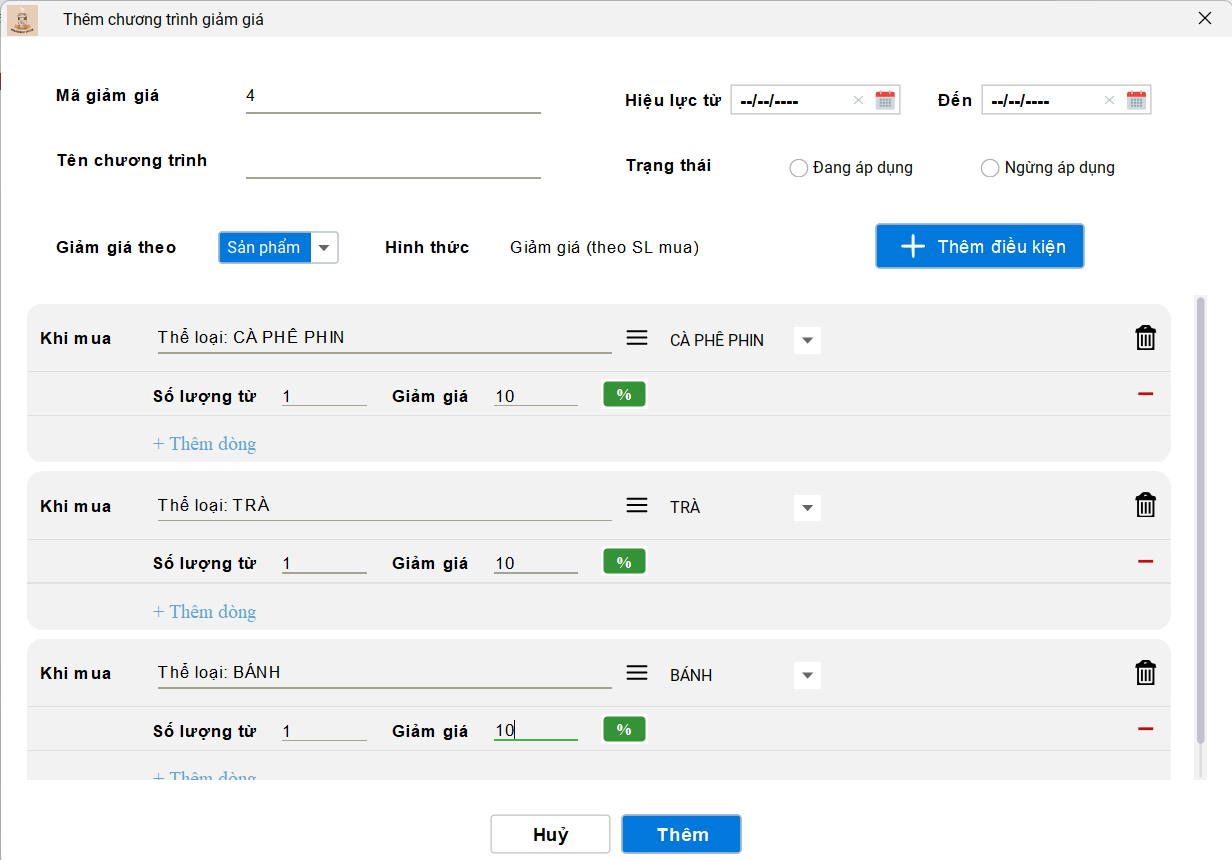 Thêm chương trình giảm giá
Mã giảm giá 4 Hiệu lực từ --/--/---- Đến --/--/----
Tên chương trình Trạng thái Đang áp dụng Ngừng áp dụng
Giảm giá theo Sản phẩm Hình thức Giảm giá (theo SL mua) Thêm điều kiện
Khi mua Thể loại: CÀ PHÊ PHIN CÀ PHÊ PHIN
Số lượng từ 1 Giảm giá 10 %
+ Thêm dòng
Khi mua Thể loại: TRÀ TRÀ
Số lượng từ 1 Giảm giá 10 %
+ Thêm dòng
Khi mua Thể loại: BÁNH BÁNH
Số lượng từ 1 Giảm giá 10 %
+ Thêm dòng
Huỷ Thêm